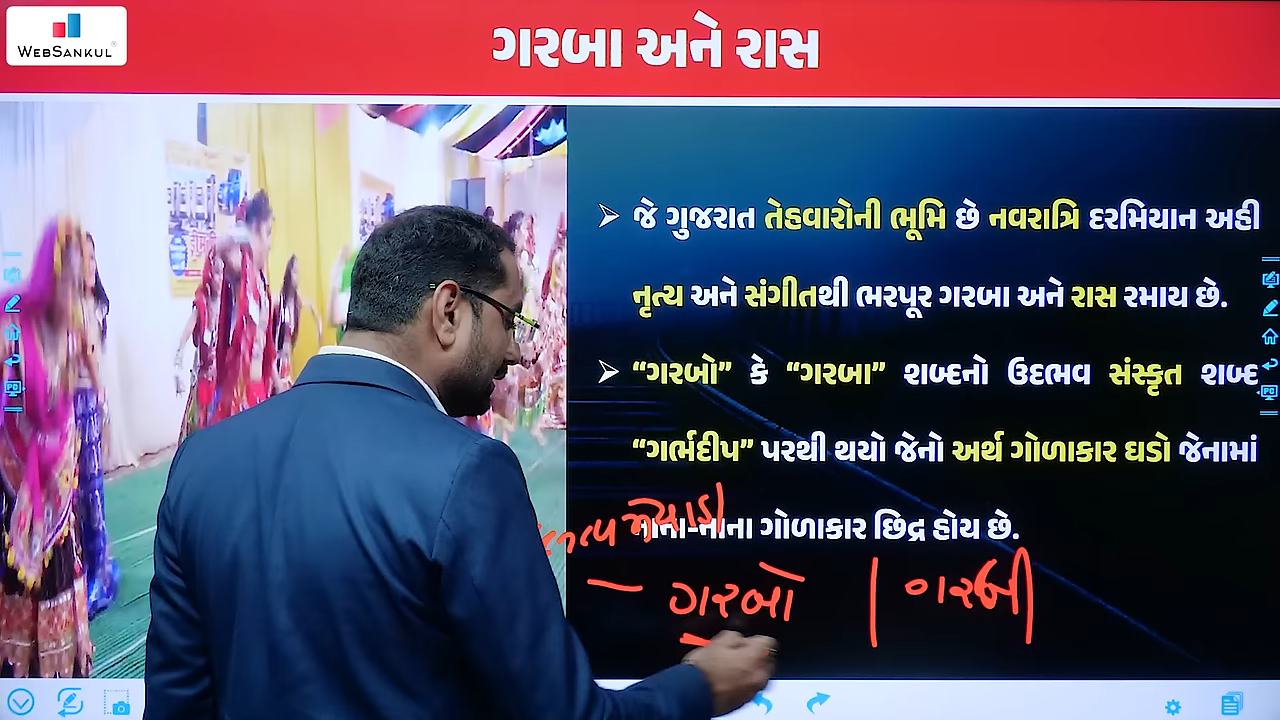 WEBSANKUL
ગરબા અને રાસ
➢ જે ગુજરાત તેહવારોની ભૂમિ છે નવરાત્રિ દરમિયાન અહી
નૃત્ય અને સંગીતથી ભરપૂર ગરબા અને રાસ રમાય છે.
➢ “ગરબો” કે “ગરબા” શબ્દનો ઉદભવ સંસ્કૃત શબ્દ
“ગર્ભદીપ” પરથી થયો જેનો અર્થ ગોળાકાર ઘડો જેનામાં
નાના-નાના ગોળાકાર છિદ્ર હોય છે.
— ગરબો | ગરબી